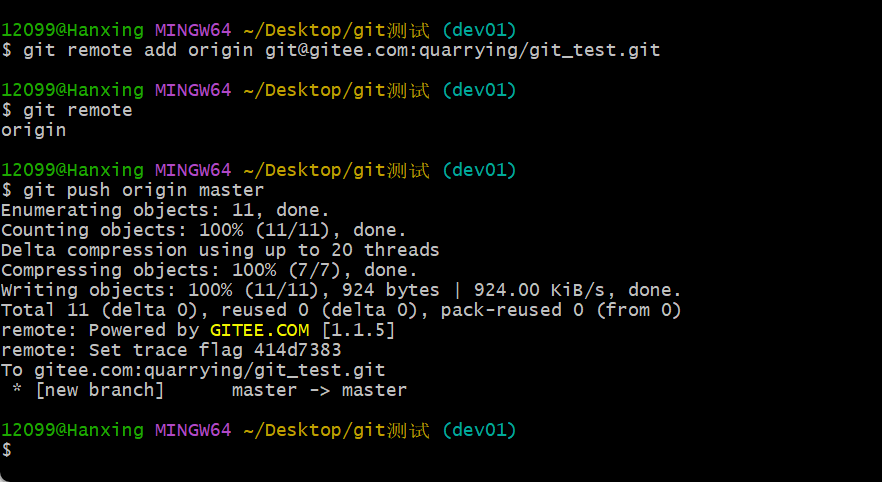 12099@Hanxing MINGW64 ~/Desktop/git测试 (dev01)
$ git remote add origin git@gitee.com:quarrying/git_test.git
12099@Hanxing MINGW64 ~/Desktop/git测试 (dev01)
$ git remote
origin
12099@Hanxing MINGW64 ~/Desktop/git测试 (dev01)
$ git push origin master
Enumerating objects: 11, done.
Counting objects: 100% (11/11), done.
Delta compression using up to 20 threads
Compressing objects: 100% (7/7), done.
Writing objects: 100% (11/11), 924 bytes | 924.00 KiB/s, done.
Total 11 (delta 0), reused 0 (delta 0), pack-reused 0 (from 0)
remote: Powered by GITEE.COM [1.1.5]
remote: Set trace flag 414d7383
To gitee.com:quarrying/git_test.git
 * [new branch]      master -> master
12099@Hanxing MINGW64 ~/Desktop/git测试 (dev01)
$